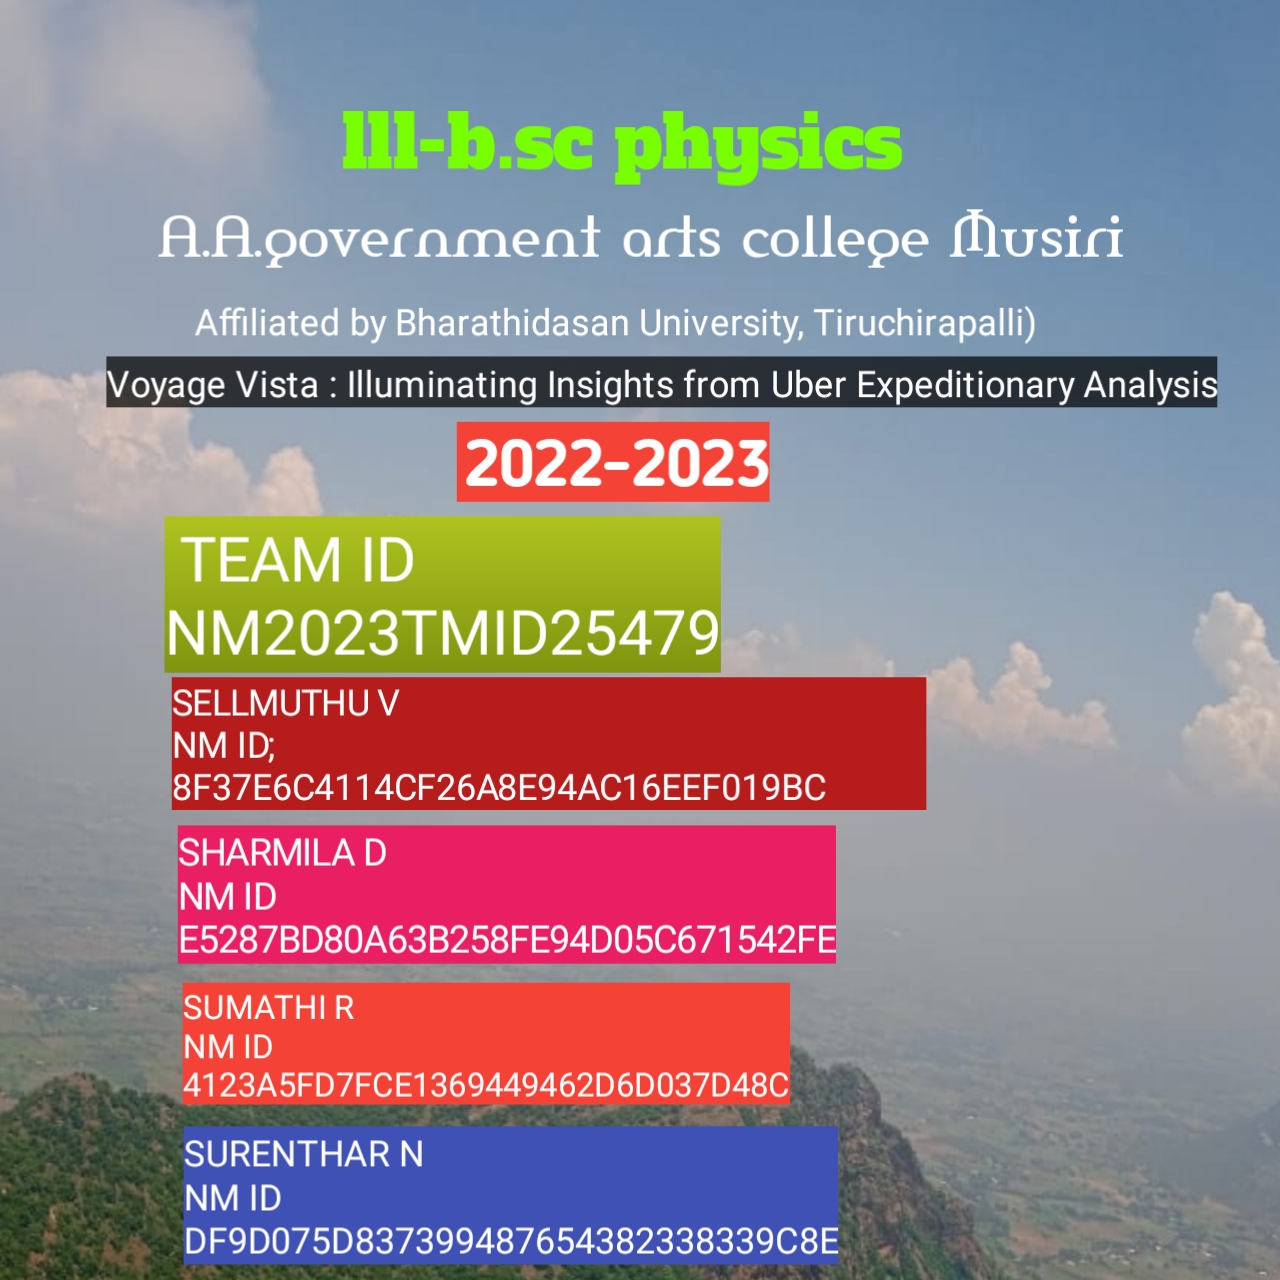 lll-b.sc physics
A.A.government arts college Musiri
Affiliated by Bharathidasan University, Tiruchirapalli)
Voyage Vista : Illuminating Insights from Uber Expeditionary Analysis
2022-2023
TEAM ID
NM2023TMID25479
SELLMUTHU V
NM ID;
8F37E6C4114CF26A8E94AC16EEF019BC
SHARMILA D
NM ID
E5287BD80A63B258FE94D05C671542FE
SUMATHI R
NM ID
4123A5FD7FCE1369449462D6D037D48C
SURENTHAR N
NM ID
DF9D075D8373994876543823383​39C8E